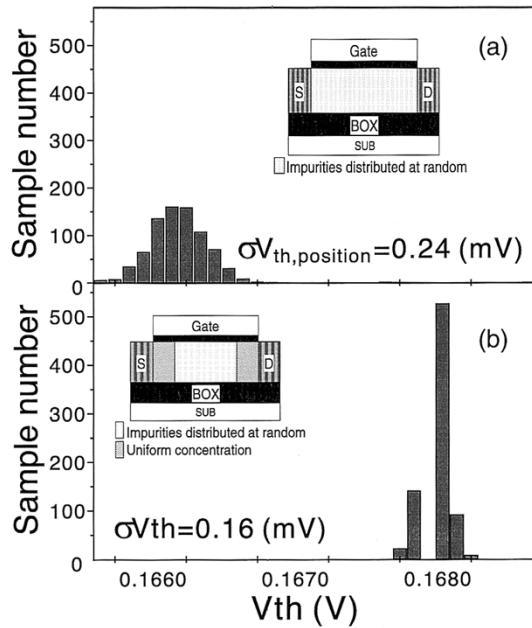 Sample number
500
400
300
200
100
0
(a)
Gate
S
D
BOX
SUB
Impurities distributed at random
σVth,position=0.24 (mV)
Sample number
500
400
300
200
100
0
(b)
Gate
S
D
BOX
SUB
Impurities distributed at random
Uniform concentration
σVth=0.16 (mV)
0.1660
0.1670
0.1680
Vth (V)